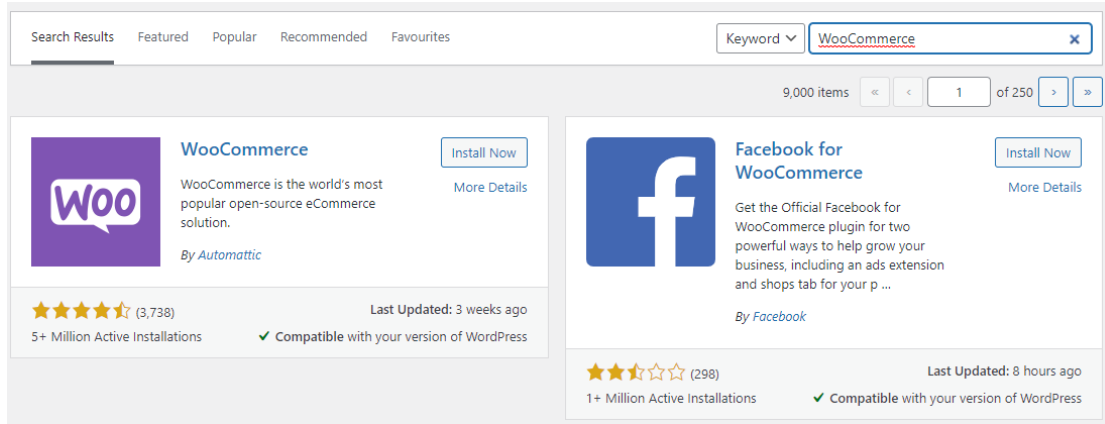 Search Results Featured Popular Recommended Favourites Keyword WooCommerce
9,000 items « ‹ 1 of 250 › »
WooCommerce
Install Now
More Details
WooCommerce is the world's most
popular open-source eCommerce
solution.
By Automattic
Woo
(3,738)
Last Updated: 3 weeks ago
5+ Million Active Installations
Compatible with your version of WordPress
Facebook for
WooCommerce
Install Now
More Details
Get the Official Facebook for
WooCommerce plugin for two
powerful ways to help grow your
business, including an ads extension
and shops tab for your p ...
By Facebook
f
(298)
Last Updated: 8 hours ago
1+ Million Active Installations
Compatible with your version of WordPress